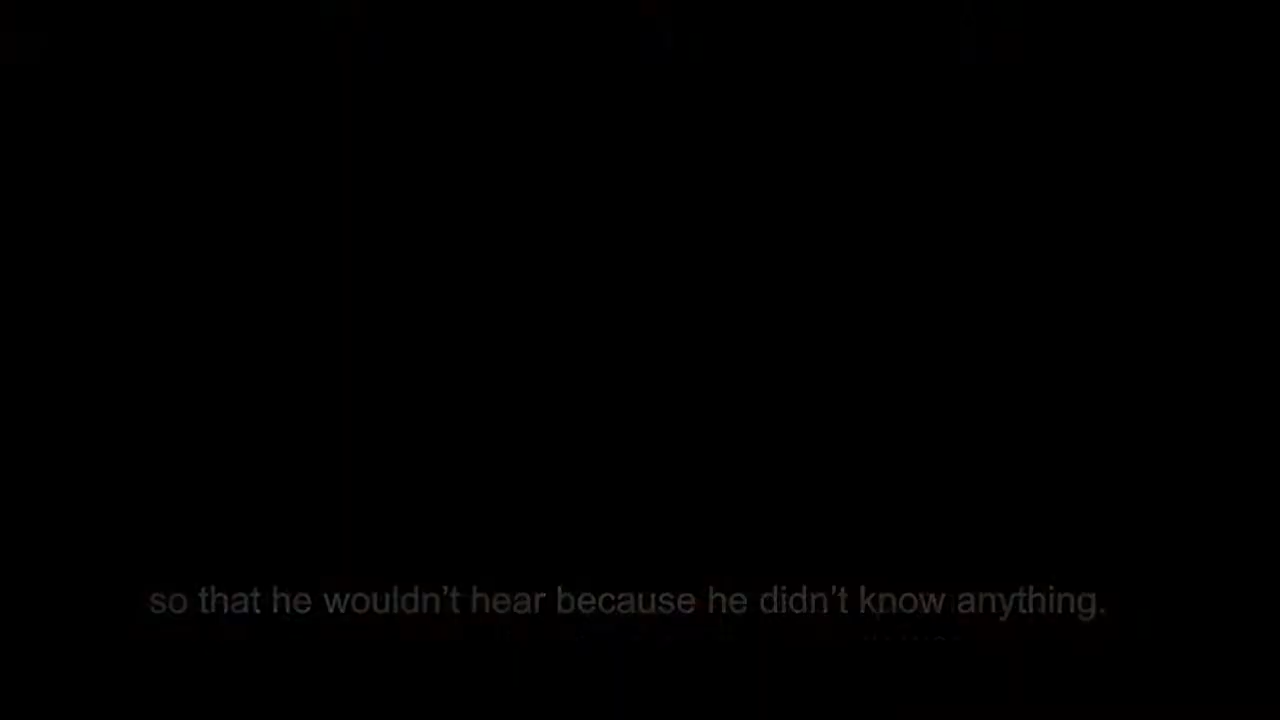 so that he wouldn't hear because he didn't know anything.